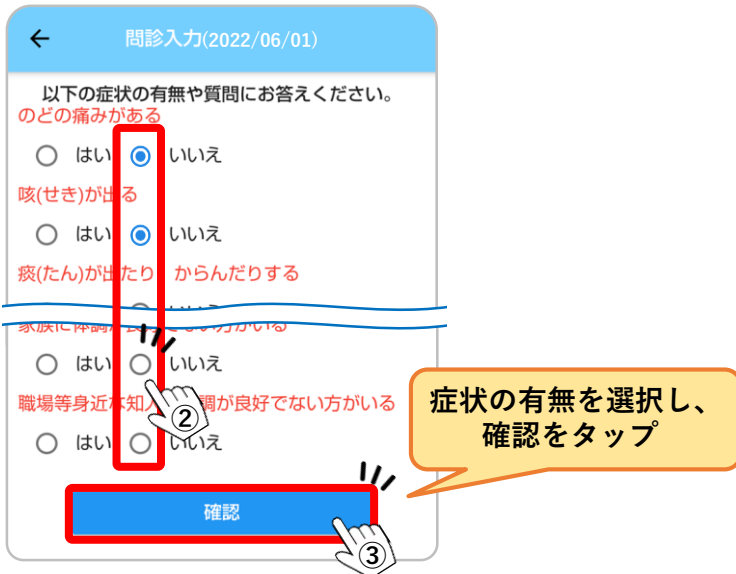 問診入力(2022/06/01)
以下の症状の有無や質問にお答えください。
のどの痛みがある
はい いいえ
咳(せき)が出る
はい いいえ
痰(たん)が出たり からんだりする
はい いいえ
職場等身近な知人 調が良好でない方がいる
②
はい いいえ
確認
③
症状の有無を選択し、
確認をタップ